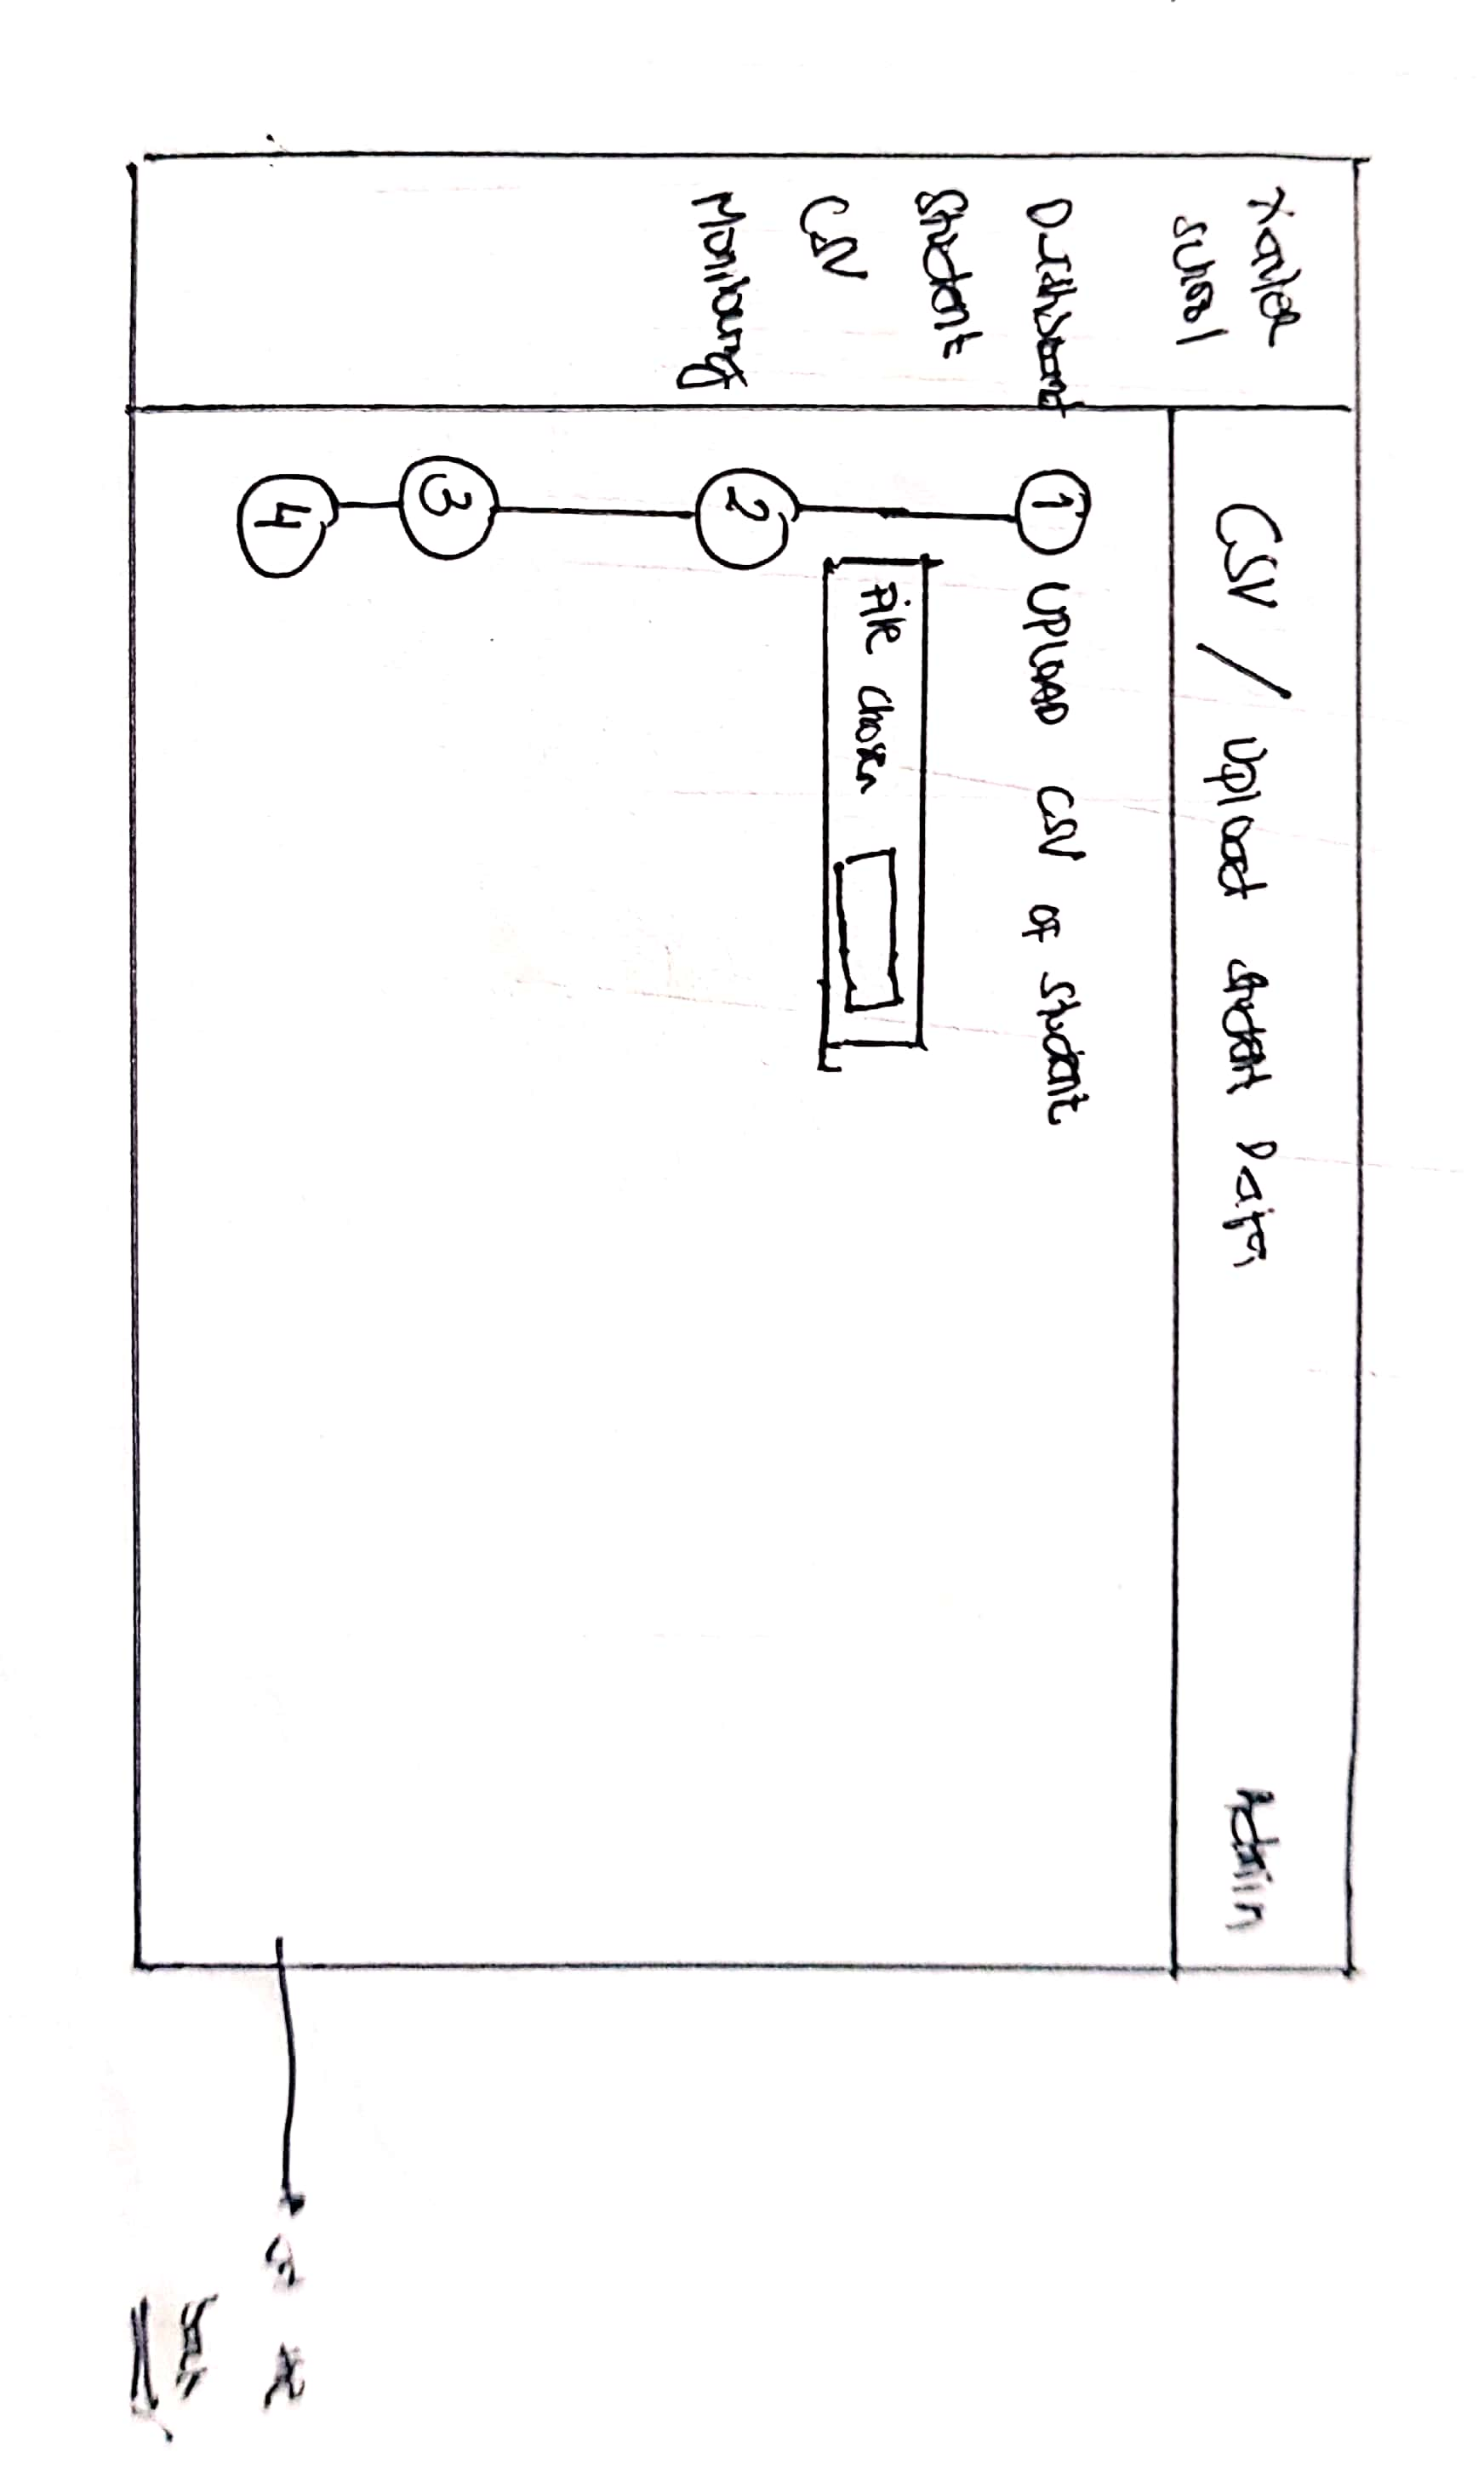 Xavier
School
Dashboard
Student
CSV
Monitoring
CSV / Upload student Data
Admin
1 UPLOAD CSV OF Student
File chosen
2
3
4